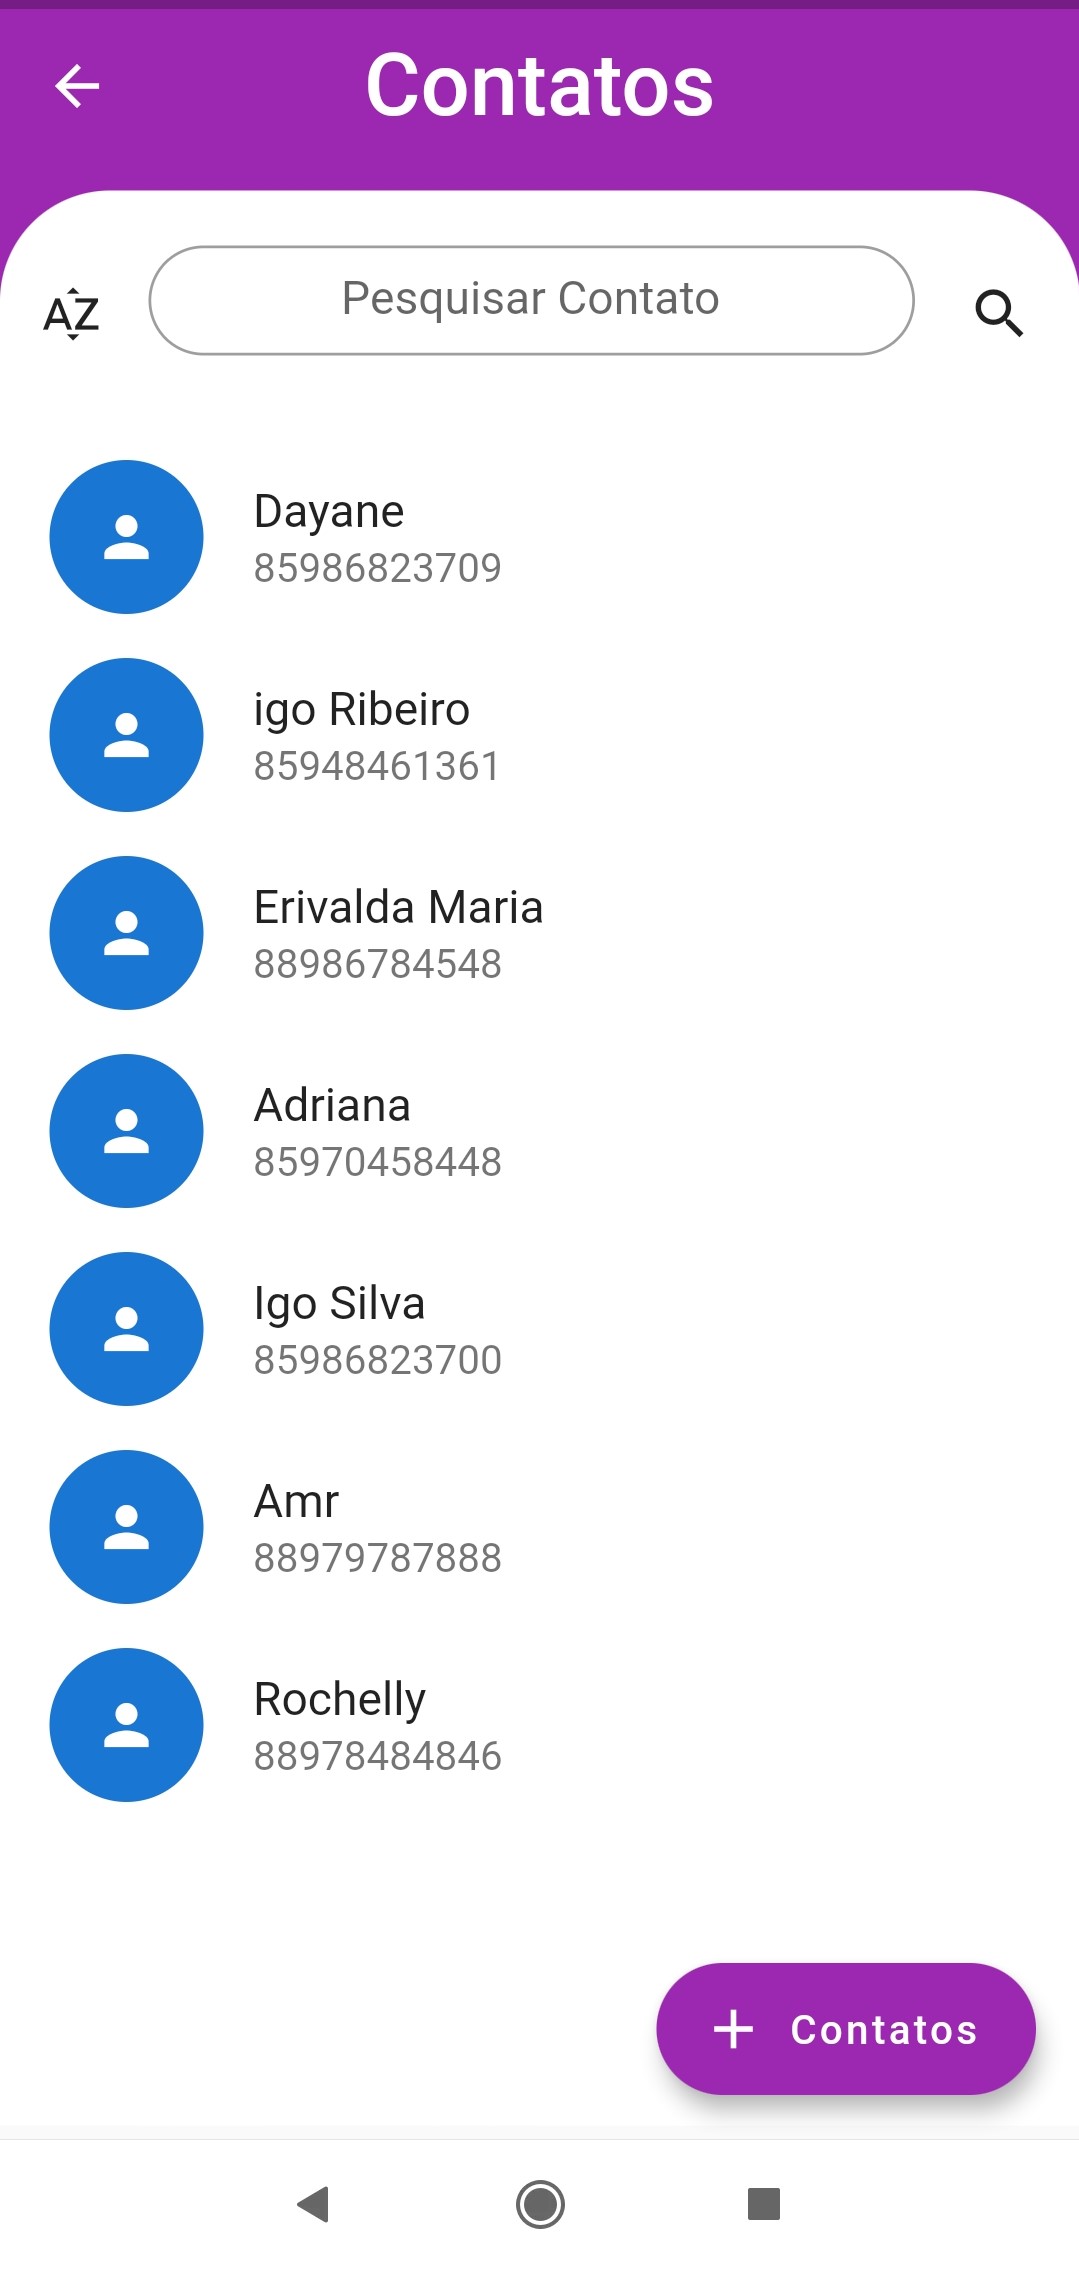 Contatos
AZ
Pesquisar Contato
Dayane
85986823709
igo Ribeiro
85948461361
Erivalda Maria
88986784548
Adriana
85970458448
Igo Silva
85986823700
Amr
88979787888
Rochelly
88978484846
+ Contatos